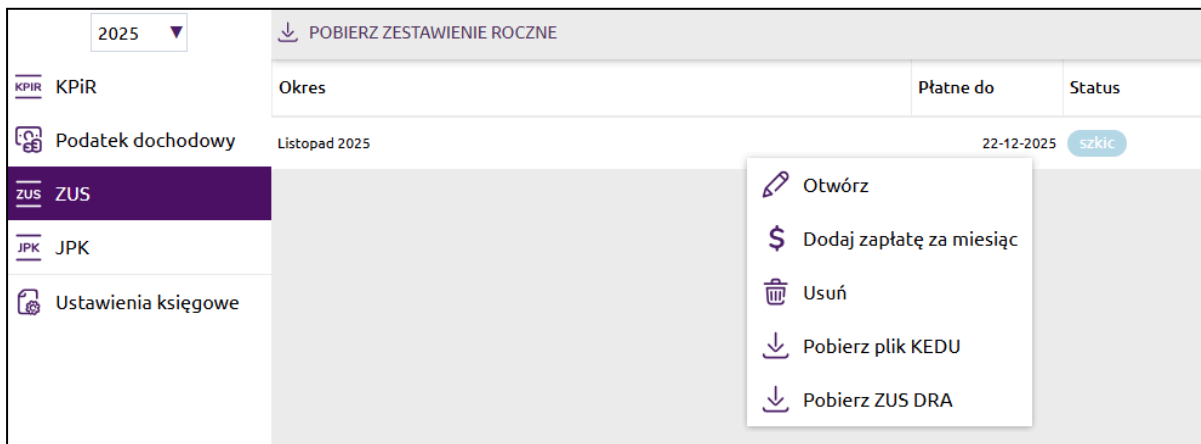 2025
POBIERZ ZESTAWIENIE ROCZNE
KPIR KPiR
Okres Płatne do Status
Podatek dochodowy
Listopad 2025 22-12-2025 szkic
ZUS ZUS
Otwórz
JPK JPK
Dodaj zapłatę za miesiąc
Ustawienia księgowe
Usuń
Pobierz plik KEDU
Pobierz ZUS DRA